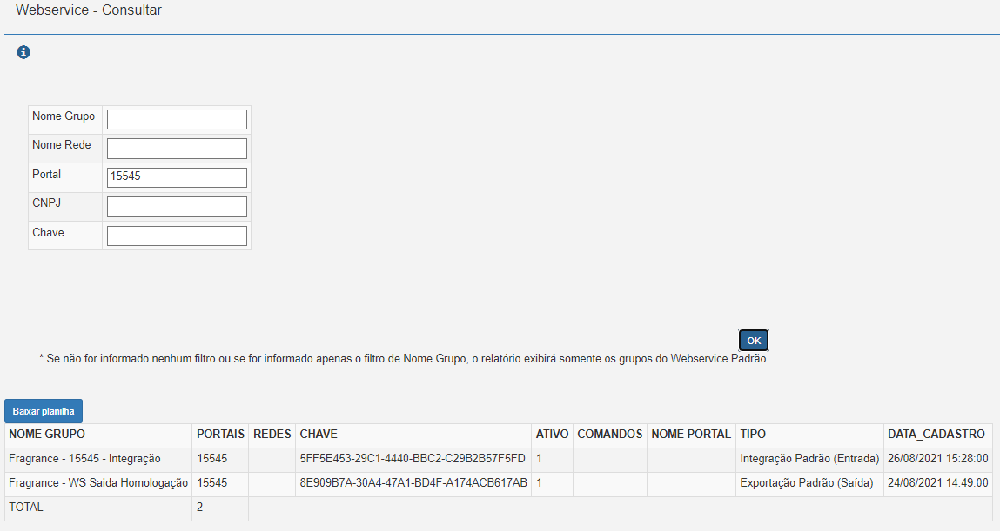 Webservice - Consultar
Nome Grupo
Nome Rede
Portal 15545
CNPJ
Chave
OK
* Se não for informado nenhum filtro ou se for informado apenas o filtro de Nome Grupo, o relatório exibirá somente os grupos do Webservice Padrão.
Baixar planilha
NOME GRUPO PORTAIS REDES CHAVE ATIVO COMANDOS NOME PORTAL TIPO DATA_CADASTRO
Fragrance - 15545 - Integração 15545 5FF5E453-29C1-4440-BBC2-C29B2B57F5FD 1 Integração Padrão (Entrada) 26/08/2021 15:28:00
Fragrance - WS Saida Homologação 15545 8E909B7A-30A4-47A1-BD4F-A174ACB617AB 1 Exportação Padrão (Saída) 24/08/2021 14:49:00
TOTAL 2